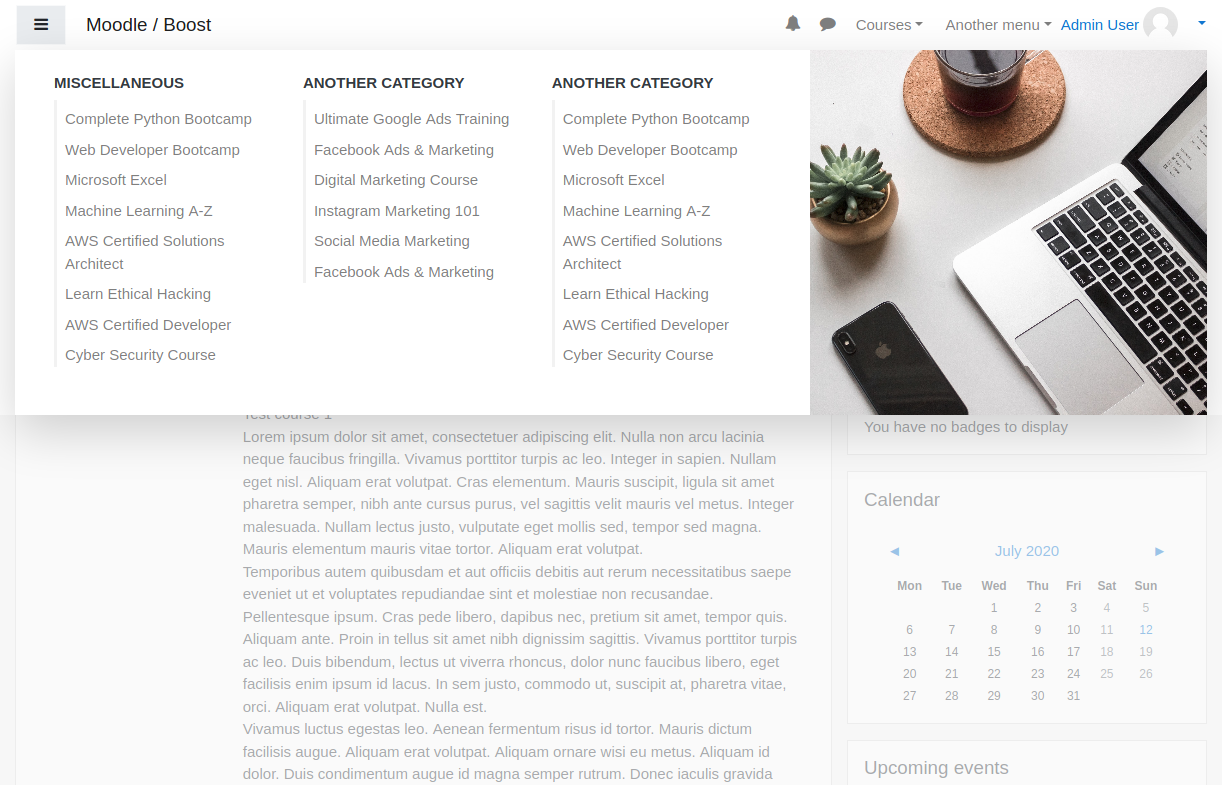 Moodle / Boost
Courses
Another menu
Admin User
MISCELLANEOUS
Complete Python Bootcamp
Web Developer Bootcamp
Microsoft Excel
Machine Learning A-Z
AWS Certified Solutions
Architect
Learn Ethical Hacking
AWS Certified Developer
Cyber Security Course
ANOTHER CATEGORY
Ultimate Google Ads Training
Facebook Ads & Marketing
Digital Marketing Course
Instagram Marketing 101
Social Media Marketing
Facebook Ads & Marketing
ANOTHER CATEGORY
Complete Python Bootcamp
Web Developer Bootcamp
Microsoft Excel
Machine Learning A-Z
AWS Certified Solutions
Architect
Learn Ethical Hacking
AWS Certified Developer
Cyber Security Course
Test course 1
Lorem ipsum dolor sit amet, consectetuer adipiscing elit. Nulla non arcu lacinia
neque faucibus fringilla. Vivamus porttitor turpis ac leo. Integer in sapien. Nullam
eget nisl. Aliquam erat volutpat. Cras elementum. Mauris suscipit, ligula sit amet
pharetra semper, nibh ante cursus purus, vel sagittis velit mauris vel metus. Integer
malesuada. Nullam lectus justo, vulputate eget mollis sed, tempor sed magna.
Mauris elementum mauris vitae tortor. Aliquam erat volutpat.
Temporibus autem quibusdam et aut officiis debitis aut rerum necessitatibus saepe
eveniet ut et voluptates repudiandae sint et molestiae non recusandae.
Pellentesque ipsum. Cras pede libero, dapibus nec, pretium sit amet, tempor quis.
Aliquam ante. Proin in tellus sit amet nibh dignissim sagittis. Vivamus porttitor turpis
ac leo. Duis bibendum, lectus ut viverra rhoncus, dolor nunc faucibus libero, eget
facilisis enim ipsum id lacus. In sem justo, commodo ut, suscipit at, pharetra vitae,
orci. Aliquam erat volutpat. Nulla est.
Vivamus luctus egestas leo. Aenean fermentum risus id tortor. Mauris dictum
facilisis augue. Aliquam erat volutpat. Aliquam ornare wisi eu metus. Aliquam id
dolor. Duis condimentum augue id magna semper rutrum. Donec iaculis gravida
You have no badges to display
Calendar
◄ July 2020 ►
Mon Tue Wed Thu Fri Sat Sun
1 2 3 4 5
6 7 8 9 10 11 12
13 14 15 16 17 18 19
20 21 22 23 24 25 26
27 28 29 30 31
Upcoming events